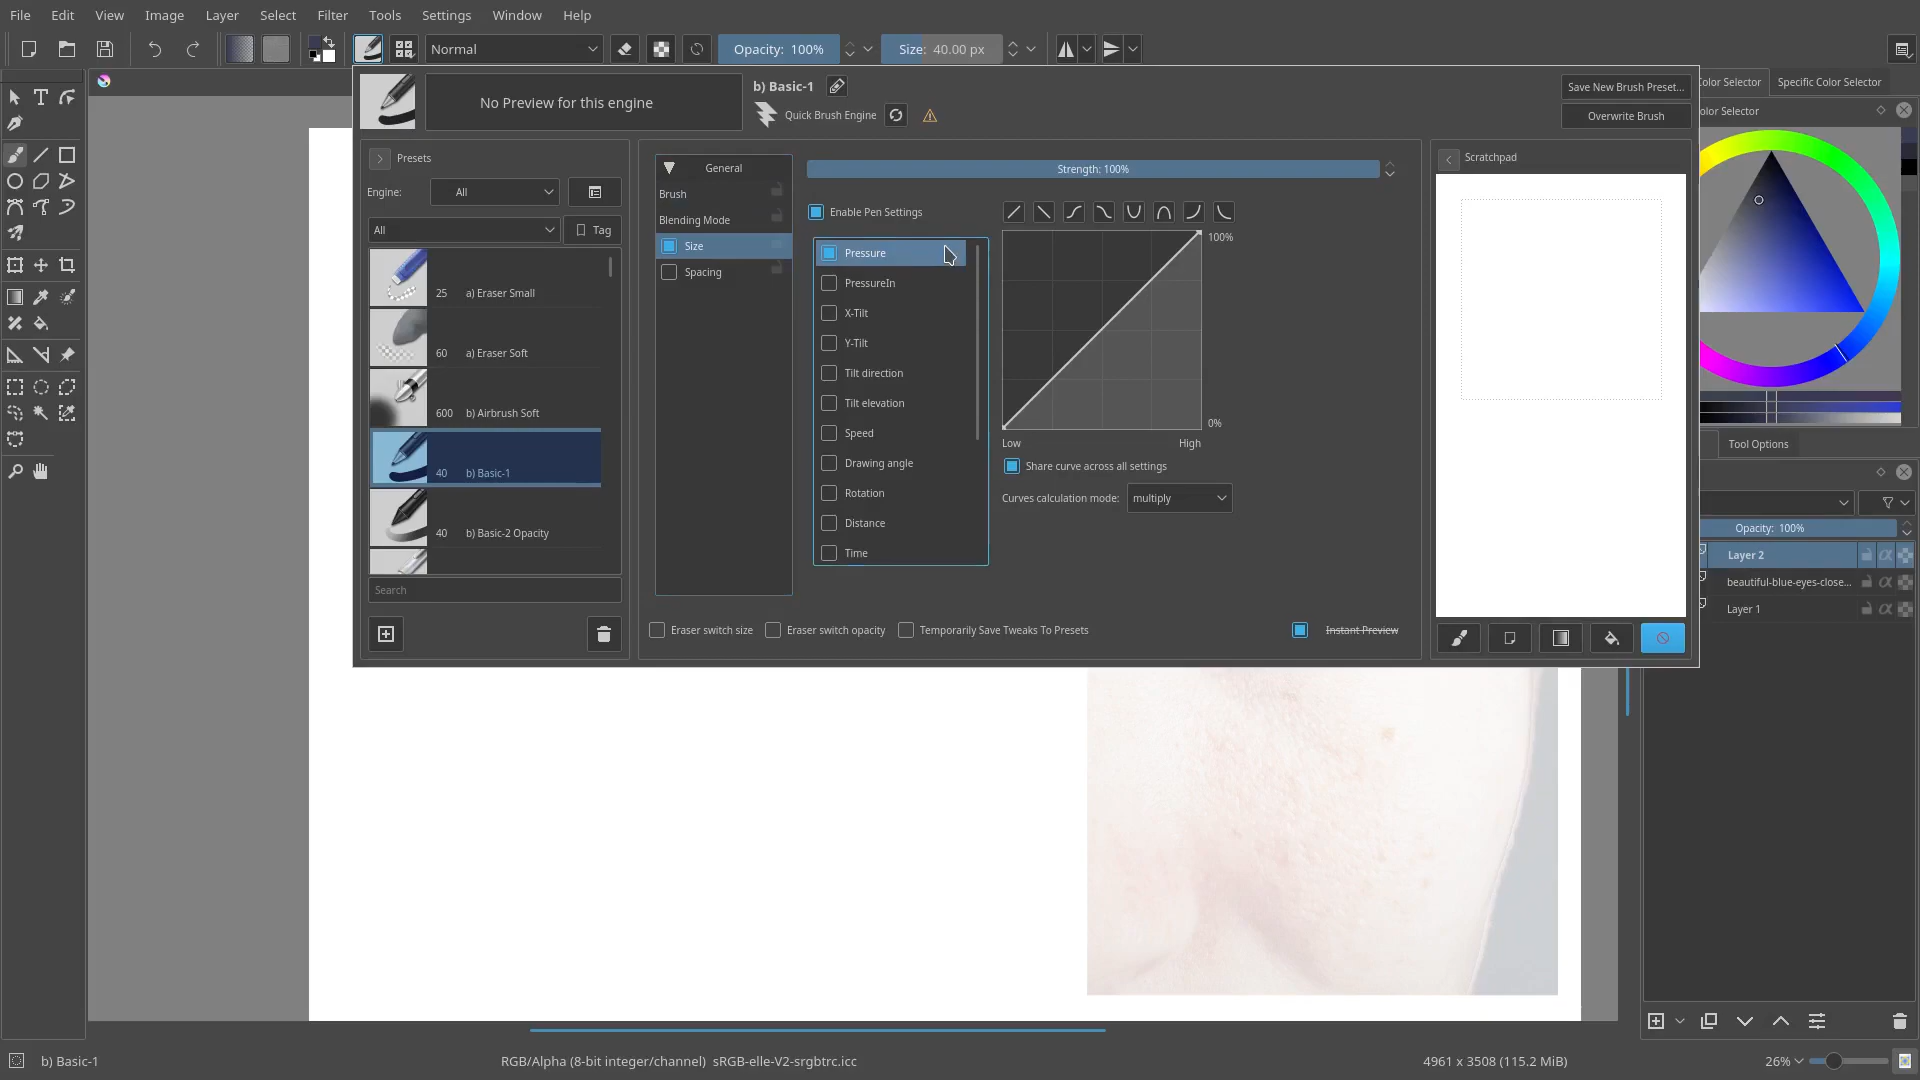 File Edit View Image Layer Select Filter Tools Settings Window Help
Normal Opacity: 100% Size: 40.00 px
No Preview for this engine
b) Basic-1
Quick Brush Engine
Save New Brush Preset...
Overwrite Brush
Color Selector Specific Color Selector
olor Selector
Presets
Engine: All
All Tag
25 a) Eraser Small
60 a) Eraser Soft
600 b) Airbrush Soft
40 b) Basic-1
40 b) Basic-2 Opacity
Search
General
Brush
Blending Mode
Size
Spacing
Strength: 100%
Enable Pen Settings
Pressure
PressureIn
X-Tilt
Y-Tilt
Tilt direction
Tilt elevation
Speed
Drawing angle
Rotation
Distance
Time
100%
0%
Low High
Share curve across all settings
Curves calculation mode: multiply
Eraser switch size Eraser switch opacity Temporarily Save Tweaks To Presets Instant Preview
Scratchpad
Tool Options
Opacity: 100%
Layer 2
beautiful-blue-eyes-close...
Layer 1
b) Basic-1 RGB/Alpha (8-bit integer/channel) sRGB-elle-V2-srgbtrc.icc 4961 x 3508 (115.2 MiB) 26%